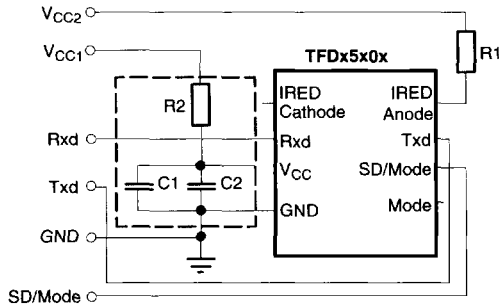 VCC2
VCC1
TFDx5x0x
R1
R2
IRED Cathode
IRED Anode
Rxd
Rxd
Txd
VCC
SD/Mode
Txd
C1
C2
GND
Mode
GND
SD/Mode